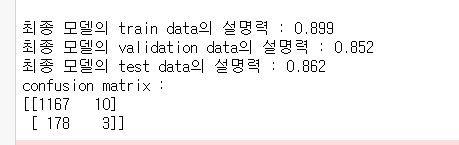 최종 모델의 train data의 설명력 : 0.899
최종 모델의 validation data의 설명력 : 0.852
최종 모델의 test data의 설명력 : 0.862
confusion matrix :
[[1167   10]
 [ 178    3]]